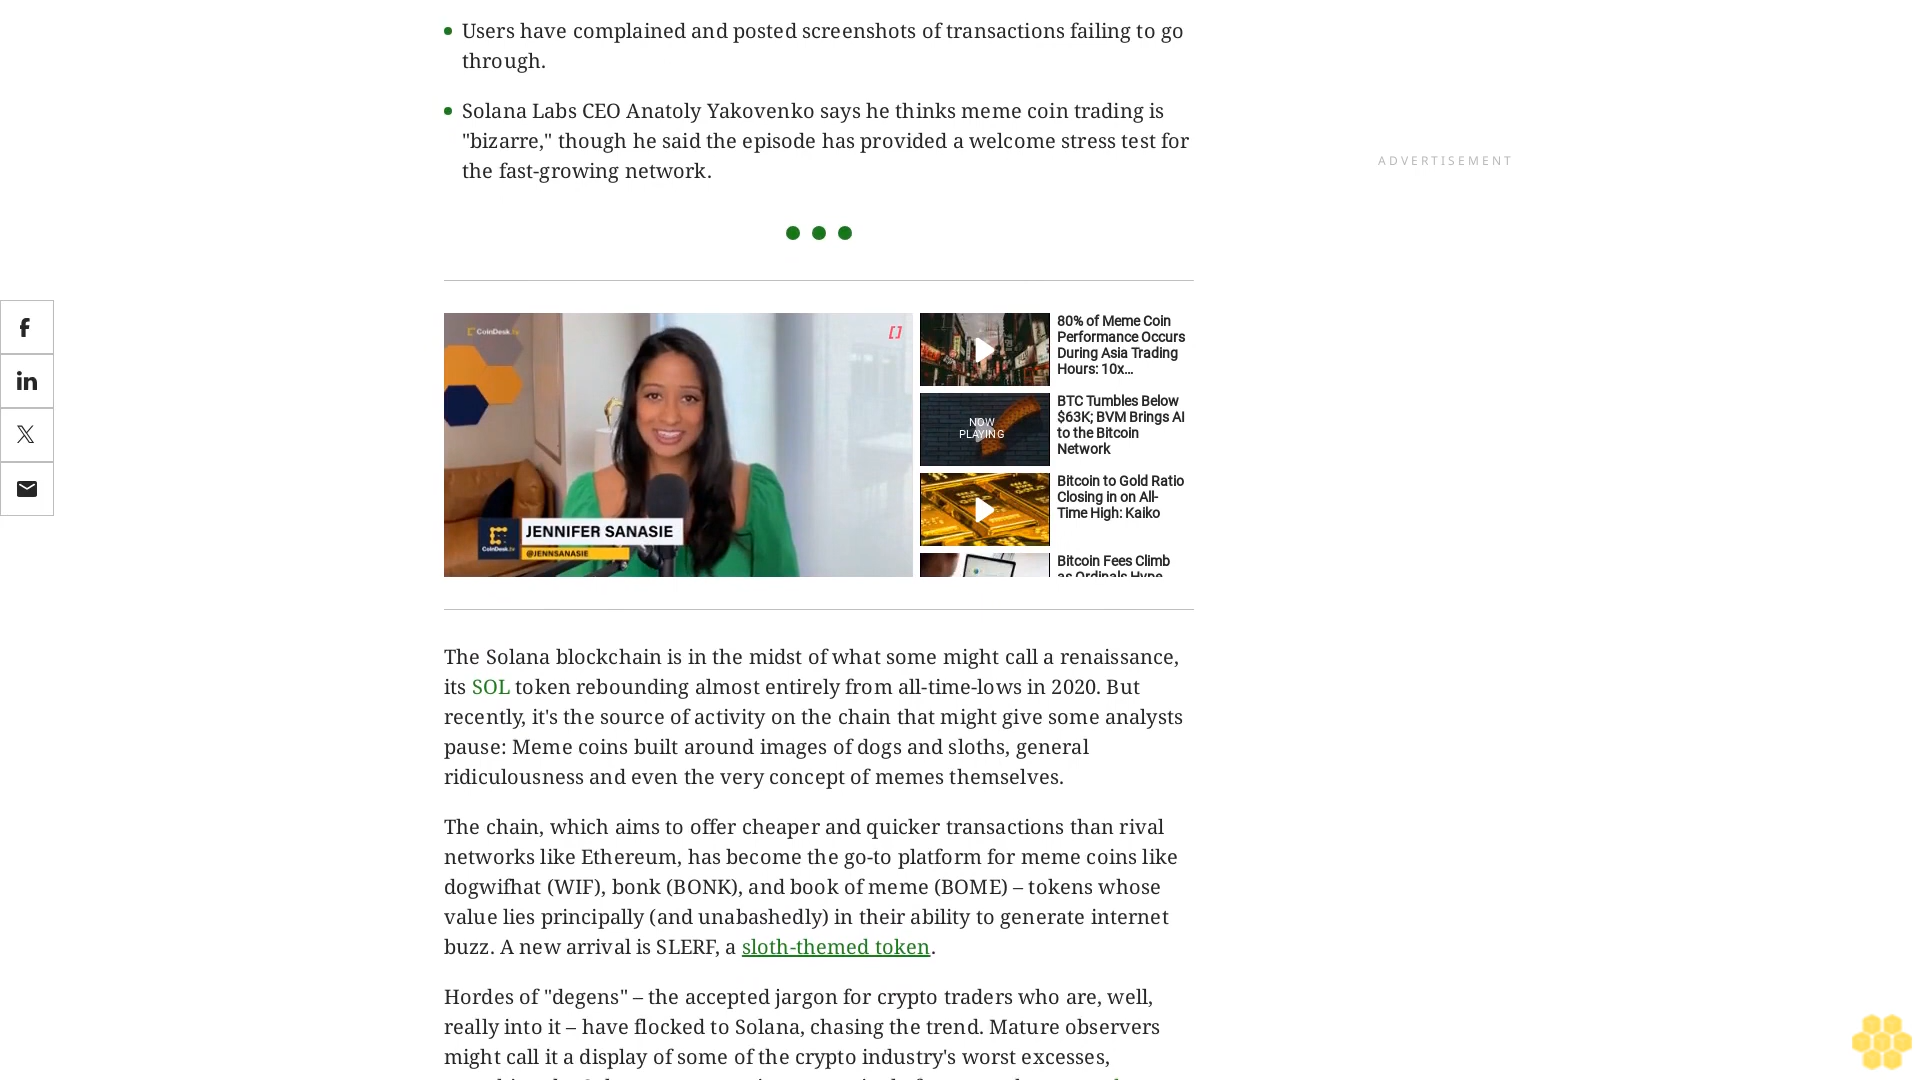 Users have complained and posted screenshots of transactions failing to go
through.
Solana Labs CEO Anatoly Yakovenko says he thinks meme coin trading is
"bizarre," though he said the episode has provided a welcome stress test for
the fast-growing network.
ADVERTISEMENT
CoinDesk.tv
[]
JENNIFER SANASIE
CoinDesk.tv
@JENNSANASIE
80% of Meme Coin
Performance Occurs
During Asia Trading
Hours: 10x...
NOW
PLAYING
BTC Tumbles Below
$63K; BVM Brings AI
to the Bitcoin
Network
Bitcoin to Gold Ratio
Closing in on All-
Time High: Kaiko
Bitcoin Fees Climb
as Ordinals Hype
The Solana blockchain is in the midst of what some might call a renaissance,
its SOL token rebounding almost entirely from all-time-lows in 2020. But
recently, it's the source of activity on the chain that might give some analysts
pause: Meme coins built around images of dogs and sloths, general
ridiculousness and even the very concept of memes themselves.
The chain, which aims to offer cheaper and quicker transactions than rival
networks like Ethereum, has become the go-to platform for meme coins like
dogwifhat (WIF), bonk (BONK), and book of meme (BOME) – tokens whose
value lies principally (and unabashedly) in their ability to generate internet
buzz. A new arrival is SLERF, a sloth-themed token.
Hordes of "degens" – the accepted jargon for crypto traders who are, well,
really into it – have flocked to Solana, chasing the trend. Mature observers
might call it a display of some of the crypto industry's worst excesses,